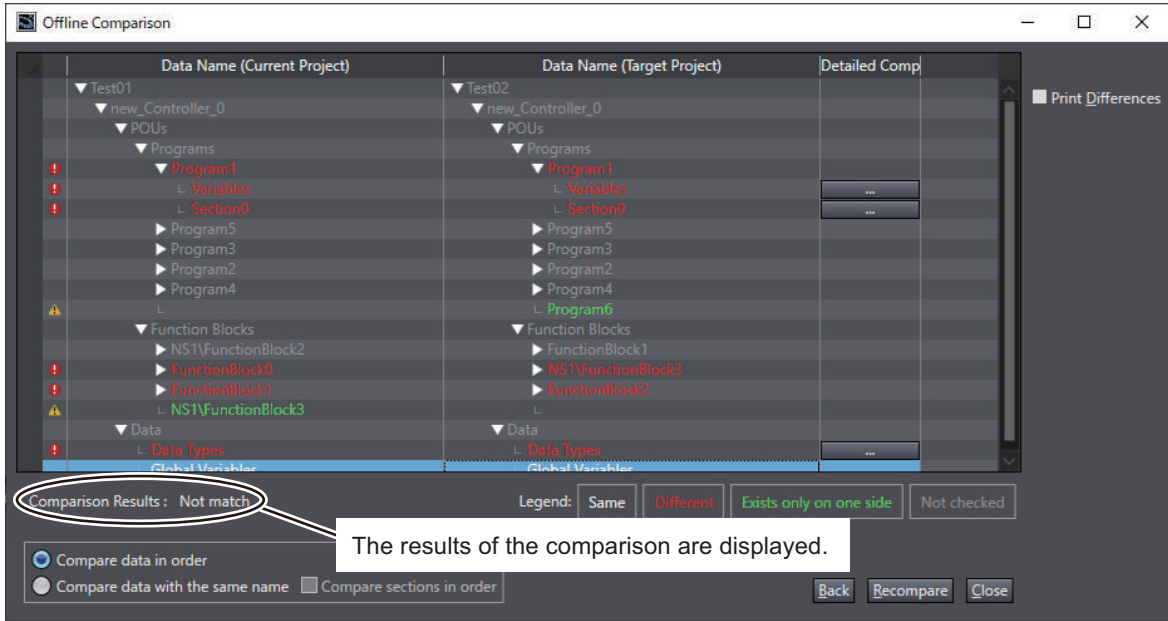 Offline Comparison
Data Name (Current Project) Data Name (Target Project) Detailed Comp
Test01 Test02
new_Controller_0 new_Controller_0
POUs POUs
Programs Programs
Program1 Program1
Variables Variables ...
Section0 Section0 ...
Program5 Program5
Program3 Program3
Program2 Program2
Program4 Program4
Program6
Function Blocks Function Blocks
NS1\FunctionBlock2 FunctionBlock1
FunctionBlock0 NS1\FunctionBlock3
FunctionBlock1 FunctionBlock2
NS1\FunctionBlock3
Data Data
Data Types Data Types ...
Global Variables Global Variables
Print Differences
Comparison Results : Not match
Legend: Same Different Exists only on one side Not checked
The results of the comparison are displayed.
Compare data in order
Compare data with the same name Compare sections in order
Back Recompare Close